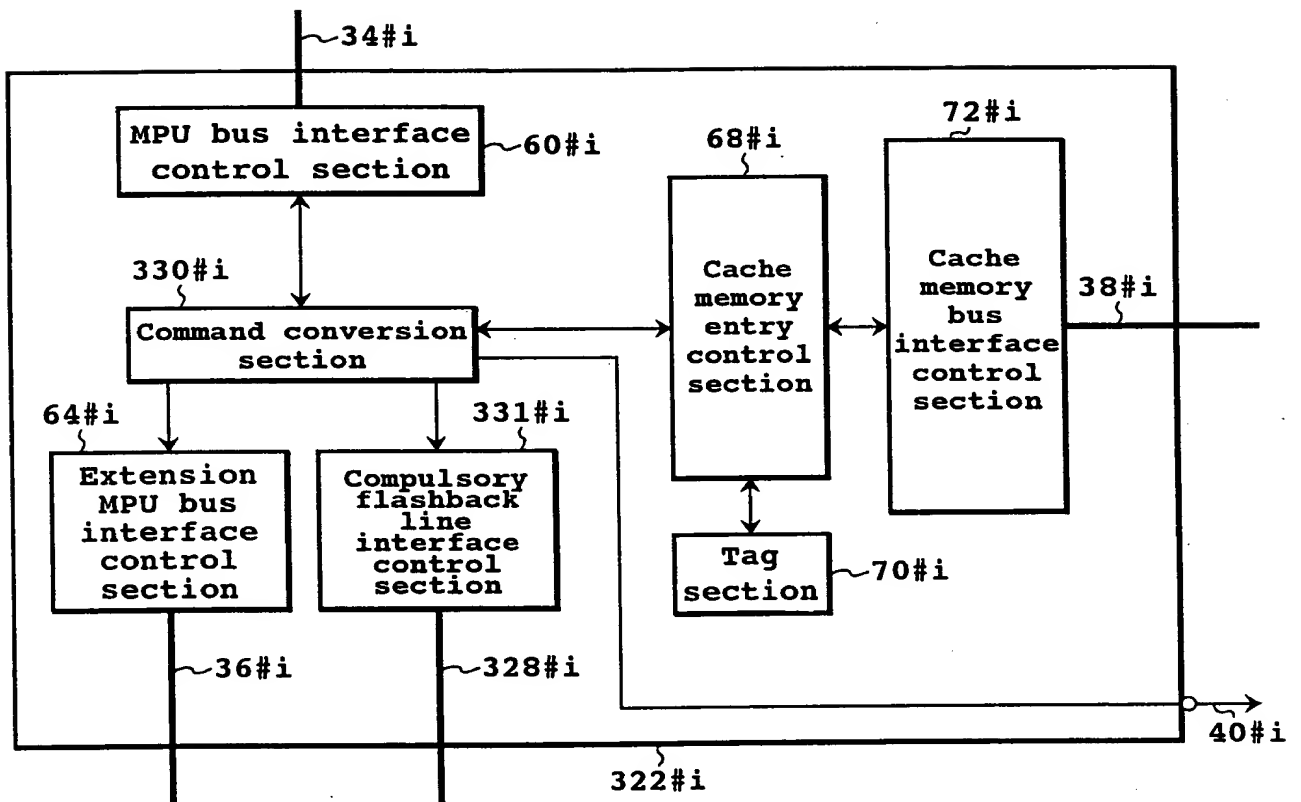 34#i
MPU bus interface
control section
60#i
72#i
68#i
330#i
Command conversion
section
Cache
memory
entry
control
section
Cache
memory
bus
interface
control
section
38#i
64#i
331#i
Extension
MPU bus
interface
control
section
Compulsory
flashback
line
interface
control
section
Tag
section
70#i
36#i
328#i
40#i
322#i